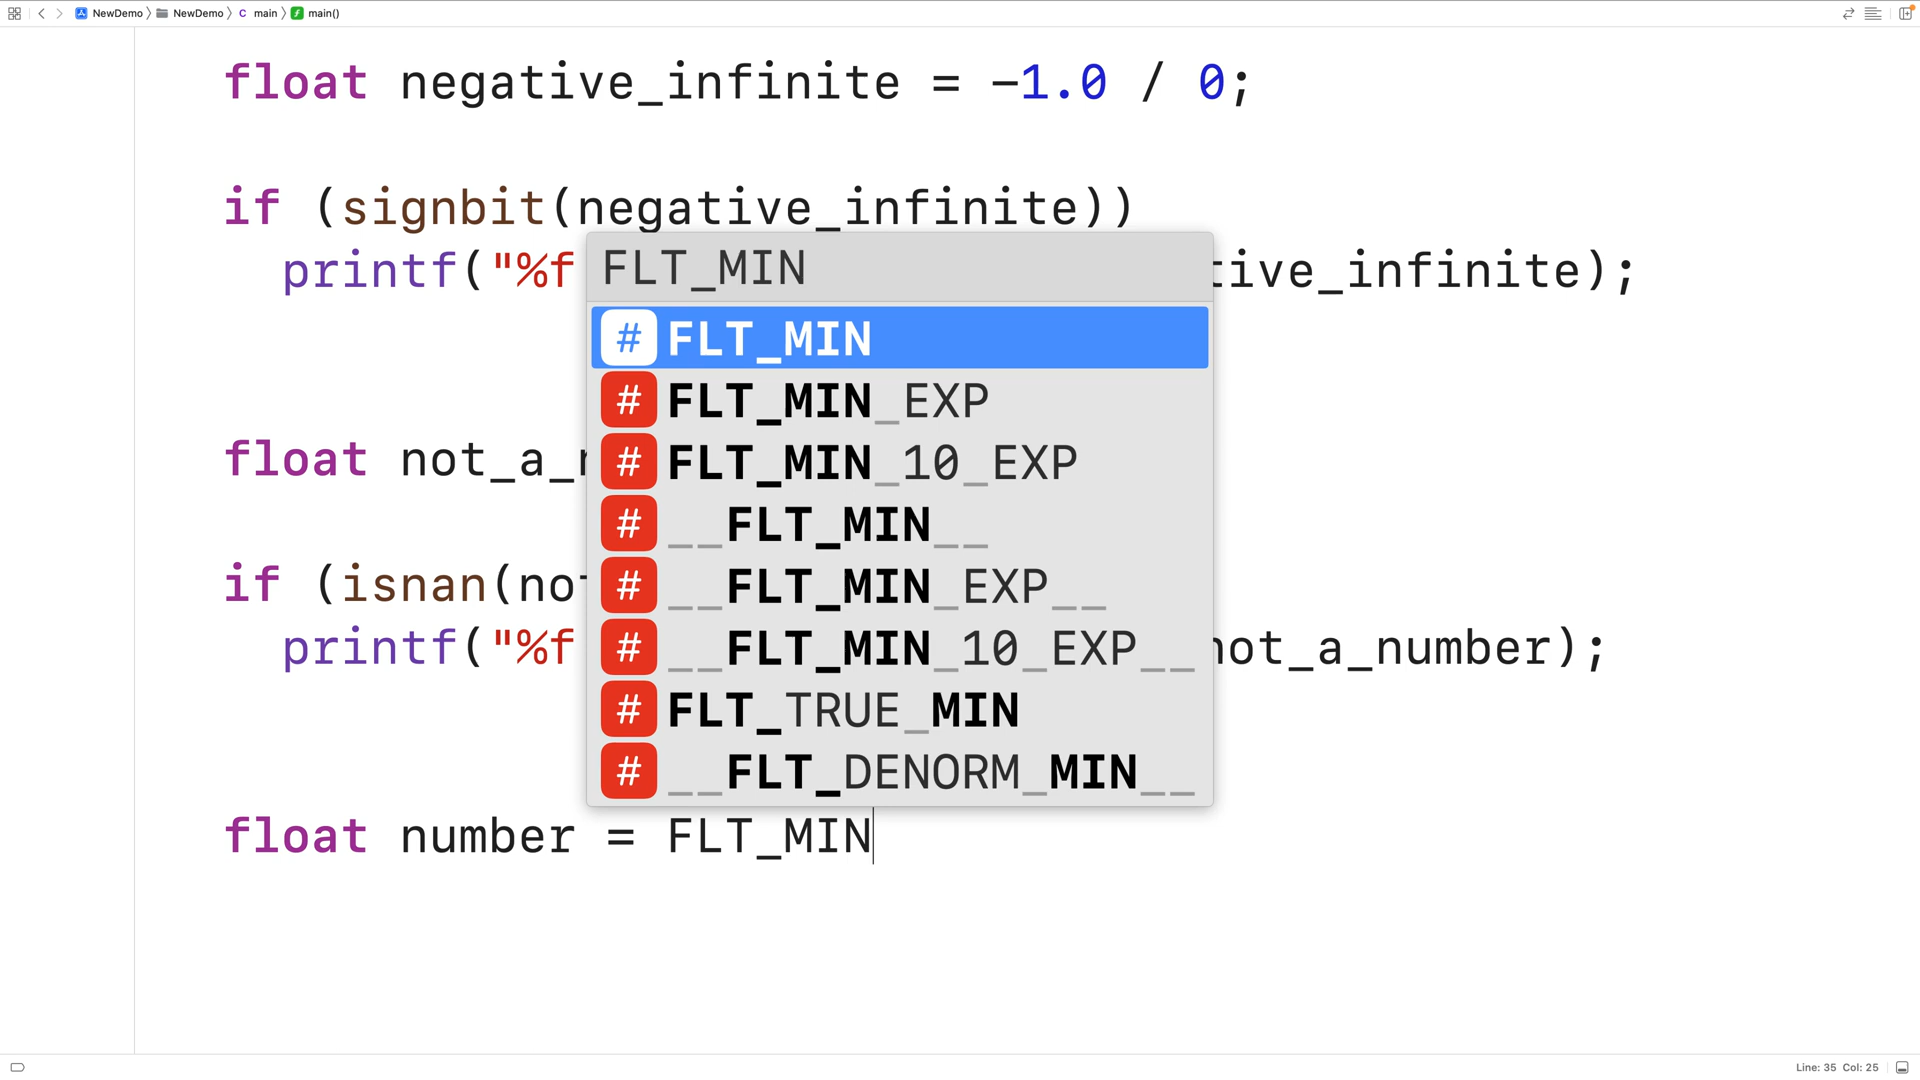 NewDemo 〉 NewDemo 〉 C main 〉 f main()
float negative_infinite = -1.0 / 0;
if (signbit(negative_infinite))
printf("%f tive_infinite);
FLT_MIN
# FLT_MIN
# FLT_MIN_EXP
# FLT_MIN_10_EXP
float not_a_
# __FLT_MIN__
if (isnan(no
# __FLT_MIN_EXP__
printf("%f not_a_number);
# __FLT_MIN_10_EXP__
# FLT_TRUE_MIN
# __FLT_DENORM_MIN__
float number = FLT_MIN
Line: 35 Col: 25